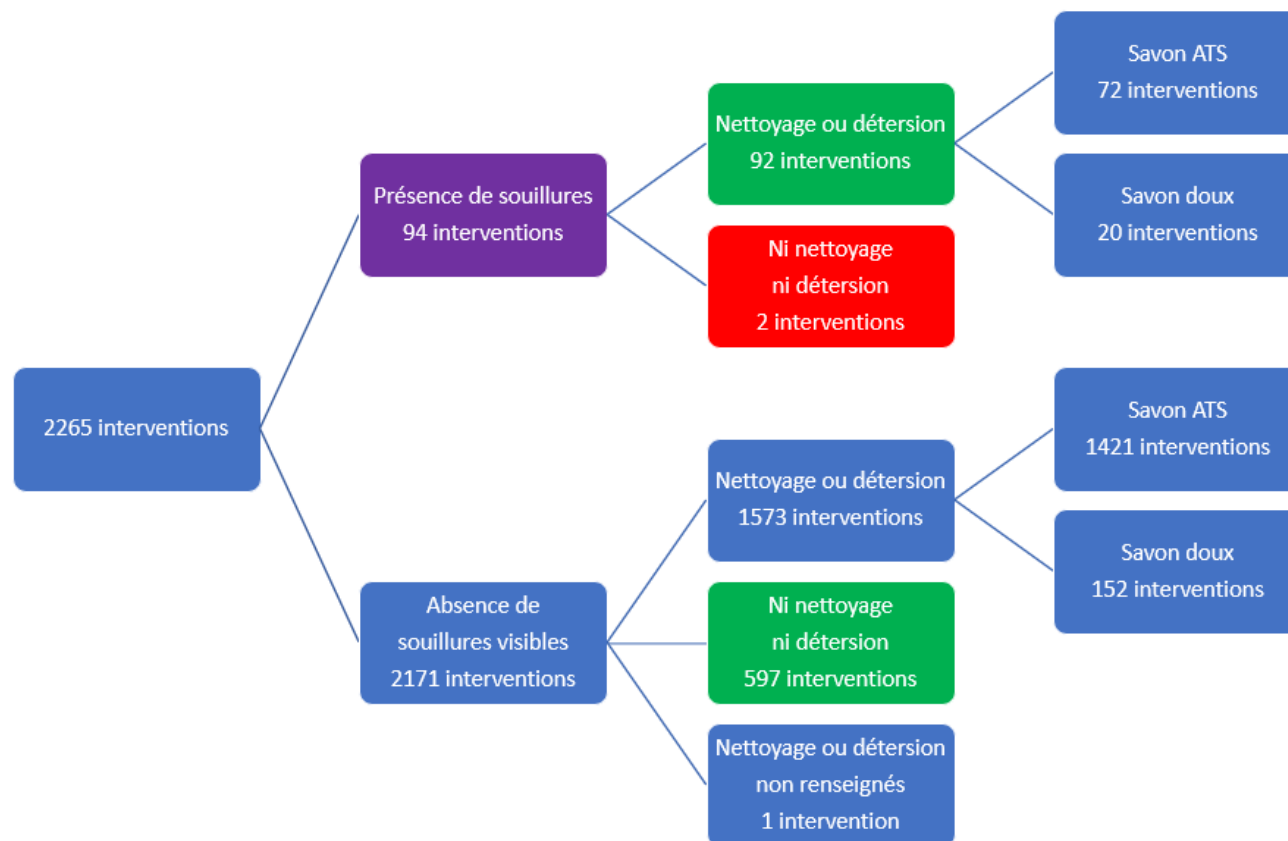 2265 interventions
Présence de souillures
94 interventions
Nettoyage ou détersion
92 interventions
Savon ATS
72 interventions
Savon doux
20 interventions
Ni nettoyage
ni détersion
2 interventions
Absence de
souillures visibles
2171 interventions
Nettoyage ou détersion
1573 interventions
Savon ATS
1421 interventions
Savon doux
152 interventions
Ni nettoyage
ni détersion
597 interventions
Nettoyage ou détersion
non renseignés
1 intervention